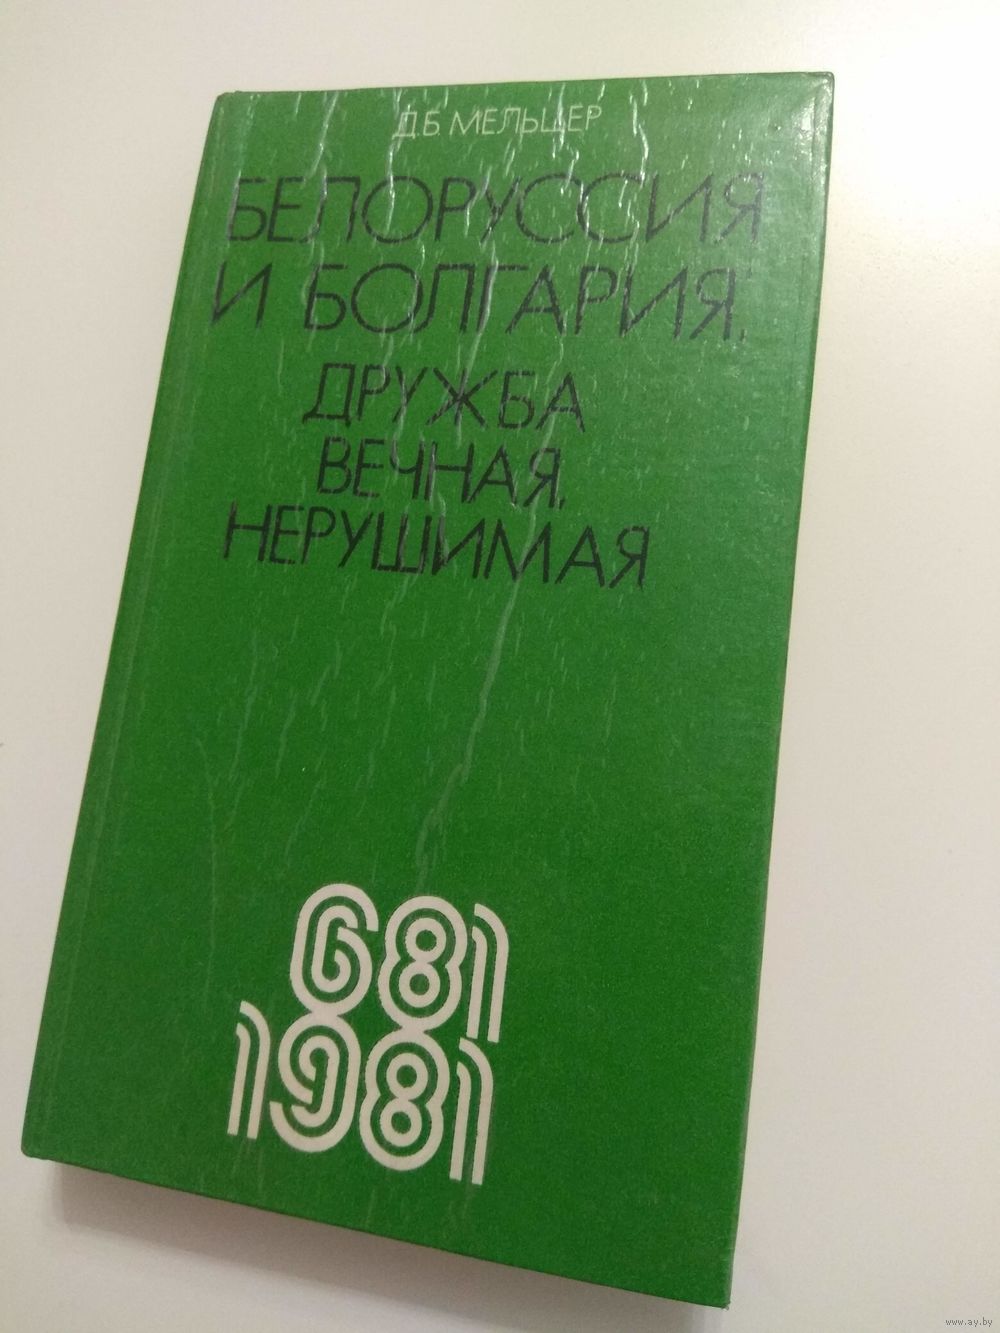 Д.Б. МЕЛЬЦЕР
БЕЛОРУССИЯ
И БОЛГАРИЯ:
ДРУЖБА
ВЕЧНАЯ,
НЕРУШИМАЯ
681
1981
www.ay.by